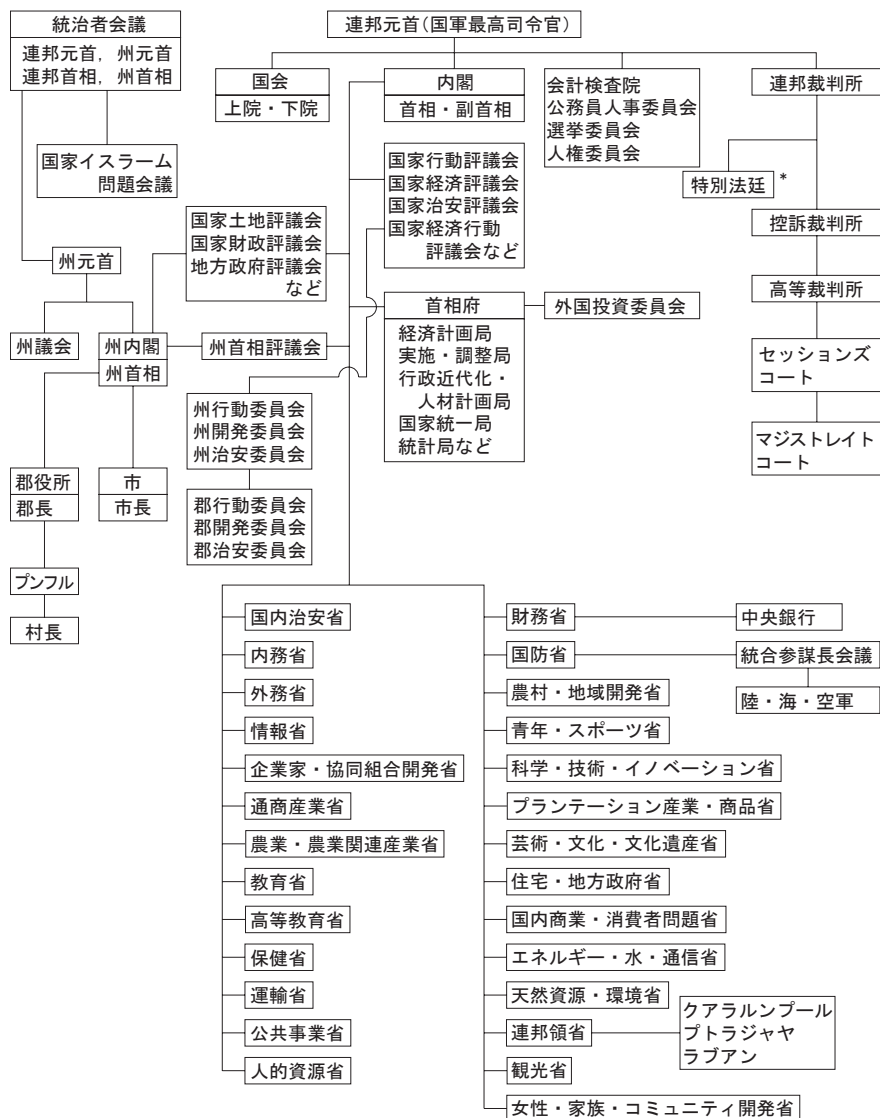 統治者会議
連邦元首，州元首
連邦首相，州首相
国家イスラーム
問題会議
連邦元首（国軍最高司令官）
国会
上院・下院
内閣
首相・副首相
会計検査院
公務員人事委員会
選挙委員会
人権委員会
連邦裁判所
特別法廷 *
控訴裁判所
高等裁判所
セッションズ
コート
マジストレイト
コート
国家行動評議会
国家経済評議会
国家治安評議会
国家経済行動
評議会など
国家土地評議会
国家財政評議会
地方政府評議会
など
州元首
州議会
州内閣
州首相
州首相評議会
首相府
経済計画局
実施・調整局
行政近代化・
人材計画局
国家統一局
統計局など
外国投資委員会
州行動委員会
州開発委員会
州治安委員会
郡行動委員会
郡開発委員会
郡治安委員会
郡役所
郡長
市
市長
プンフル
村長
国内治安省
内務省
外務省
情報省
企業家・協同組合開発省
通商産業省
農業・農業関連産業省
教育省
高等教育省
保健省
運輸省
公共事業省
人的資源省
財務省
中央銀行
国防省
統合参謀長会議
陸・海・空軍
農村・地域開発省
青年・スポーツ省
科学・技術・イノベーション省
プランテーション産業・商品省
芸術・文化・文化遺産省
住宅・地方政府省
国内商業・消費者問題省
エネルギー・水・通信省
天然資源・環境省
連邦領省
クアラルンプール
プトラジャヤ
ラブアン
観光省
女性・家族・コミュニティ開発省